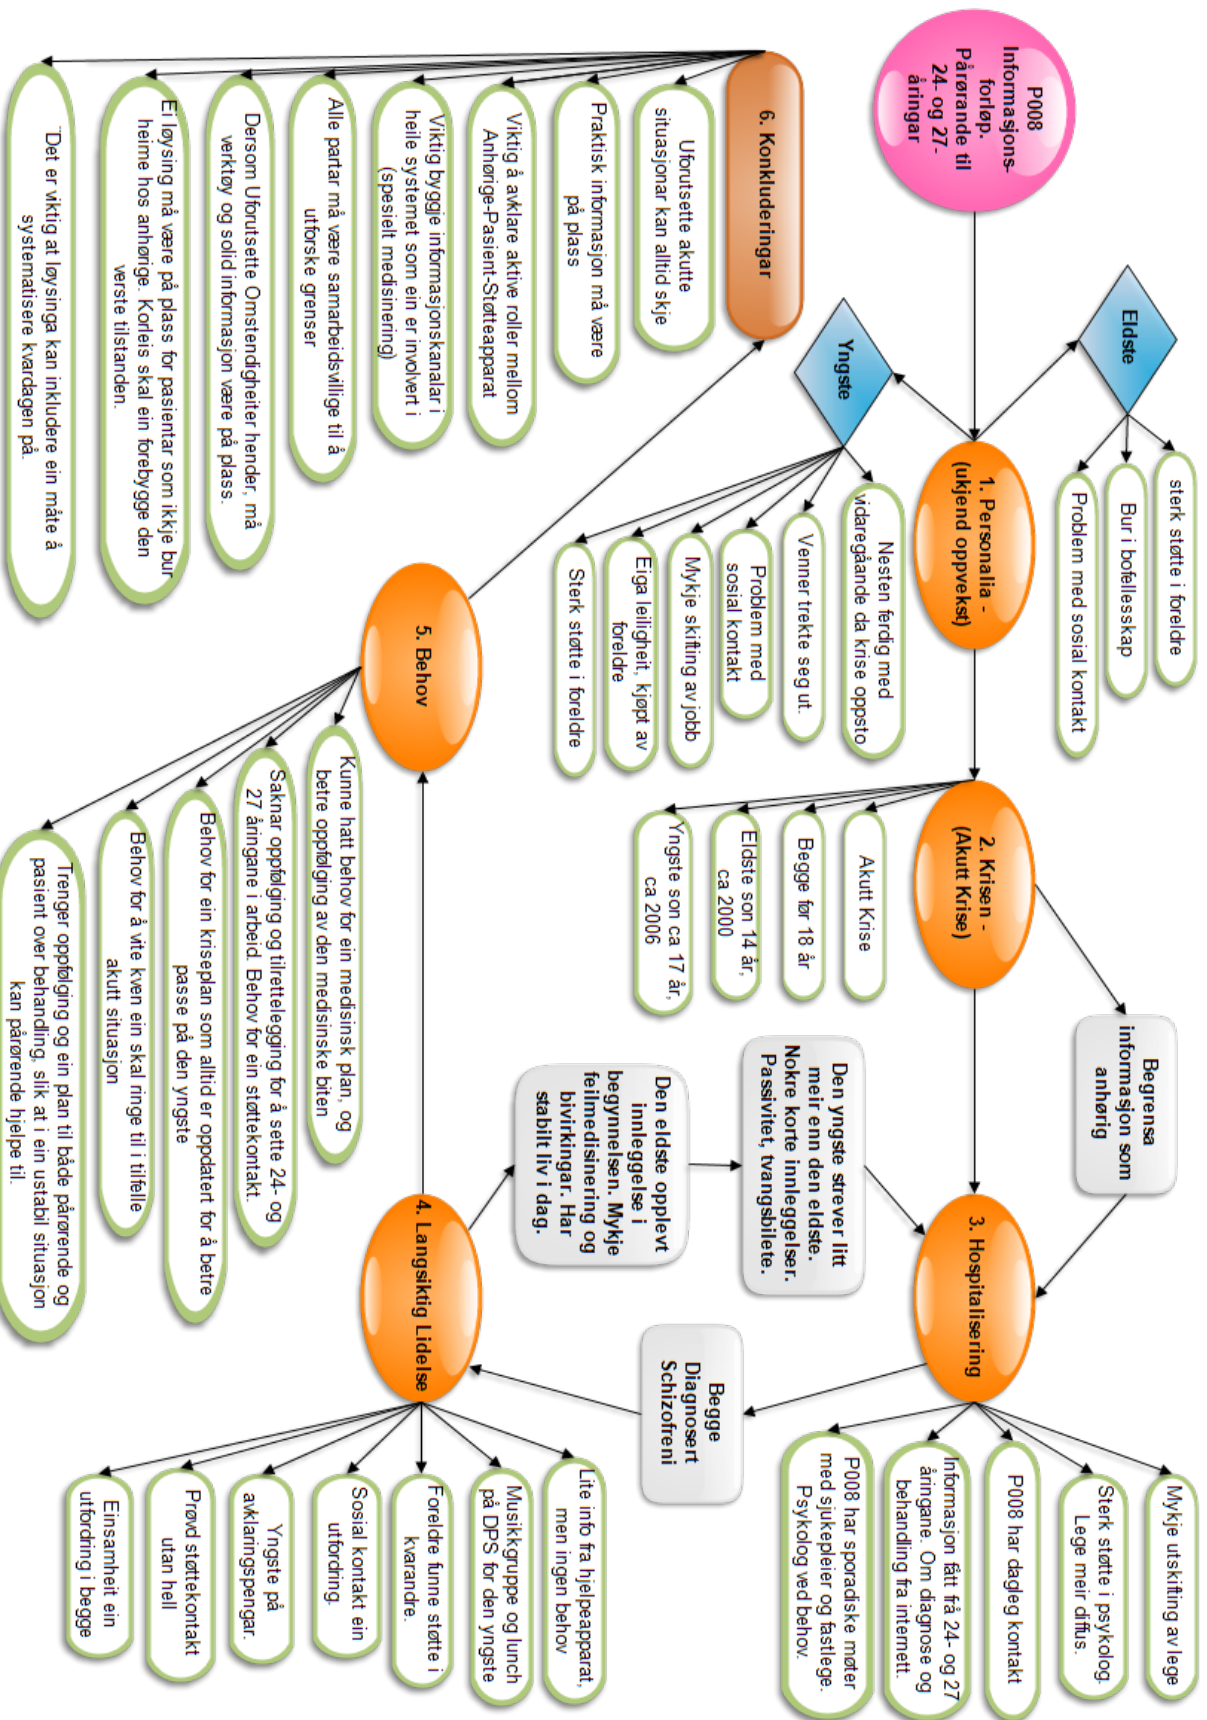 P008
Informasjons-
forløp.
Pårørande til
24- og 27-
åringar
Eldste
sterk støtte i foreldre
Bur i bofellesskap
Problem med sosial kontakt
1. Personalia -
(ukjend oppvekst)
Yngste
Nesten ferdig med
vidaregåande da krise oppsto
Venner trekte seg ut.
Problem med
sosial kontakt
Mykje skifting av jobb
Eiga leiligheit, kjøpt av
foreldre
Sterk støtte i foreldre
2. Krisen -
(Akutt Krise)
Akutt Krise
Begge før 18 år
Eldste son 14 år,
ca 2000
Yngste son ca 17 år,
ca 2006
Begrensa
informasjon som
anhørig
3. Hospitalisering
Mykje utskifting av lege
Sterk støtte i psykolog.
Lege meir diffus.
P008 har dagleg kontakt
Informasjon fått frå 24- og 27
åringane. Om diagnose og
behandling fra internett.
P008 har sporadiske møter
med sjukepleier og fastlege.
Psykolog ved behov.
Begge
Diagnosert
Schizofreni
4. Langsiktig Lidelse
Den eldste opplevt
innleggelse i
begynnelsen. Mykje
feilmedisinering og
bivirkingar. Har
stabilt liv i dag.
Den yngste strever litt
meir enn den eldste.
Nokre korte innleggelser.
Passivitet, tvangsbilete.
Lite info fra hjelpeapparat,
men ingen behov
Musikkgruppe og lunch
på DPS for den yngste
Foreldre funne støtte i
kvarandre.
Sosial kontakt ein
utfordring.
Yngste på
avklaringspengar.
Prøvd støttekontakt
utan hell
Einsamheit ein
utfordring i begge
5. Behov
Kunne hatt behov for ein medisinsk plan, og
betre oppfølging av den medisinske biten
Saknar oppfølging og tilrettelegging for å sette 24- og
27 åringane i arbeid. Behov for ein støttekontakt.
Behov for ein kriseplan som alltid er oppdatert for å betre
passe på den yngste
Behov for å vite kven ein skal ringe til i tilfelle
akutt situasjon
Trenger oppfølging og ein plan til både pårørende og
pasient over behandling, slik at i ein ustabil situasjon
kan pårørende hjelpe til.
6. Konkluderingar
Uforutsette akutte
situasjonar kan alltid skje
Praktisk informasjon må være
på plass
Viktig å avklare aktive roller mellom
Anhørige-Pasient-Støtteapparat
Viktig byggje informasjonskanalar i
heile systemet som ein er involvert i
(spesielt medisinering)
Alle partar må være samarbeidsvillige til å
utforske grenser
Dersom Uforutsette Omstendigheiter hender, må
verktøy og solid informasjon være på plass.
Ei løysing må være på plass for pasientar som ikkje bur
heime hos anhørige. Korleis skal ein forebygge den
verste tilstanden.
¨Det er viktig at løysinga kan inkludere ein måte å
systematisere kvardagen på.